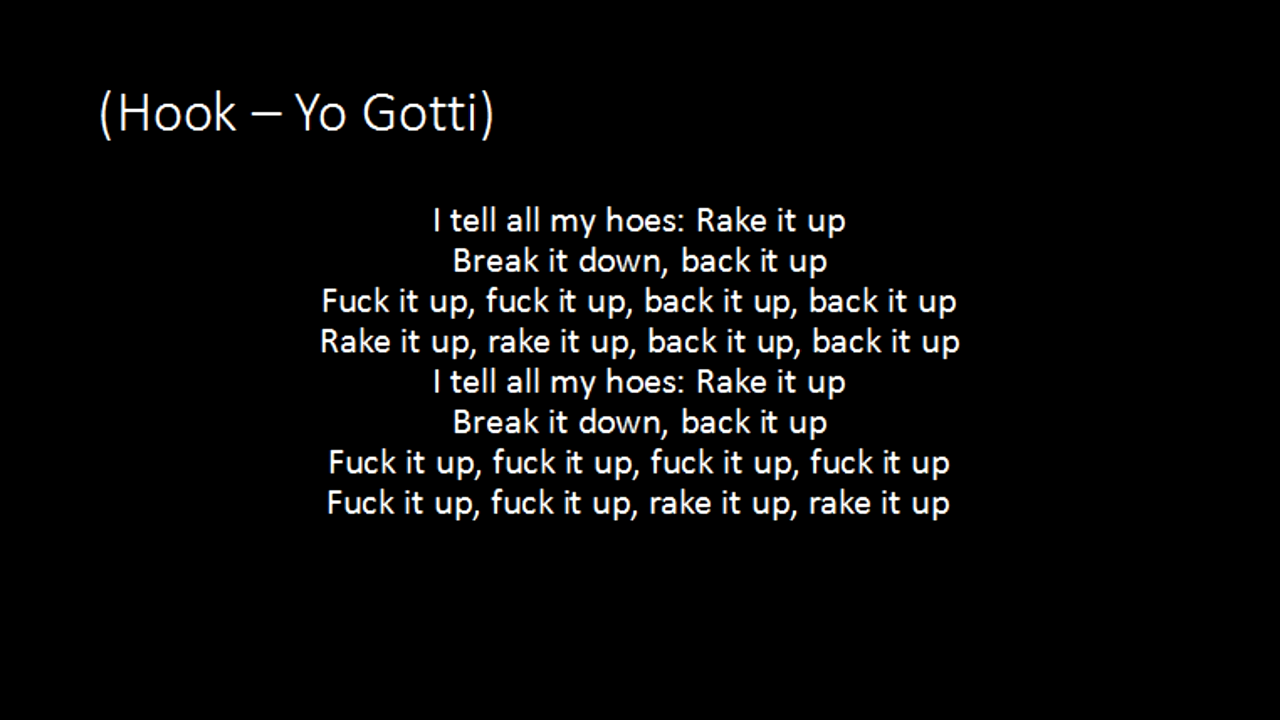 (Hook – Yo Gotti)
I tell all my hoes: Rake it up
Break it down, back it up
Fuck it up, fuck it up, back it up, back it up
Rake it up, rake it up, back it up, back it up
I tell all my hoes: Rake it up
Break it down, back it up
Fuck it up, fuck it up, fuck it up, fuck it up
Fuck it up, fuck it up, rake it up, rake it up